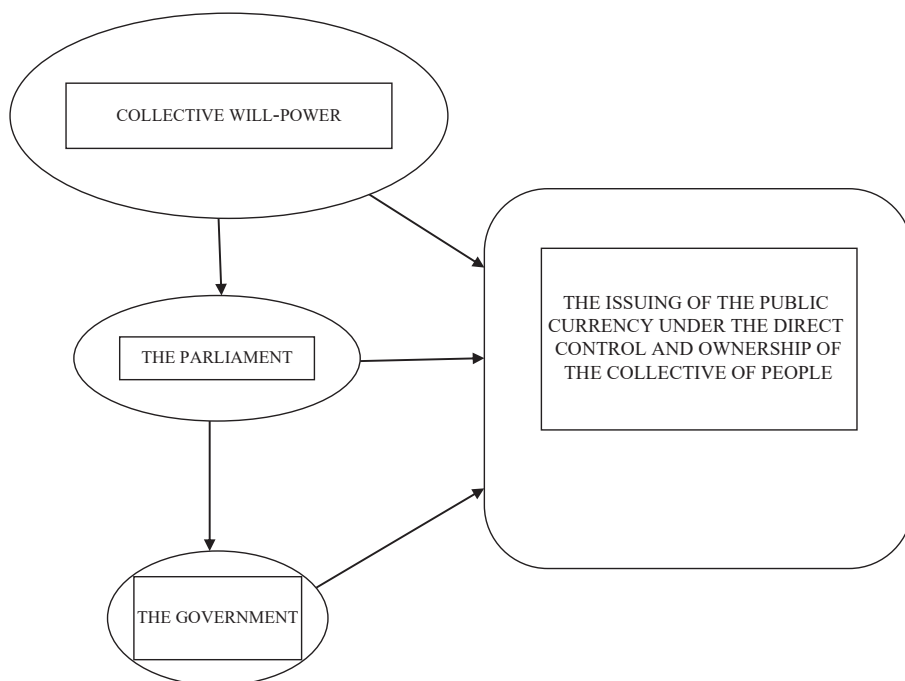 COLLECTIVE WILL-POWER
THE ISSUING OF THE PUBLIC
CURRENCY UNDER THE DIRECT
CONTROL AND OWNERSHIP OF
THE COLLECTIVE OF PEOPLE
THE PARLIAMENT
THE GOVERNMENT